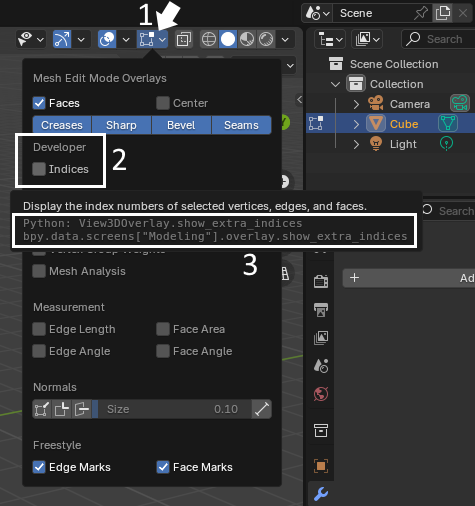 1
Scene
Mesh Edit Mode Overlays
Faces
Center
Creases Sharp Bevel Seams
Developer
Indices
2
Display the index numbers of selected vertices, edges, and faces.
Python: View3DOverlay.show_extra_indices
bpy.data.screens["Modeling"].overlay.show_extra_indices
3
Mesh Analysis
Measurement
Edge Length Face Area
Edge Angle Face Angle
Normals
Size 0.10
Freestyle
Edge Marks Face Marks
Search
Scene Collection
Collection
Camera
Cube
Light
Search
+ Ad